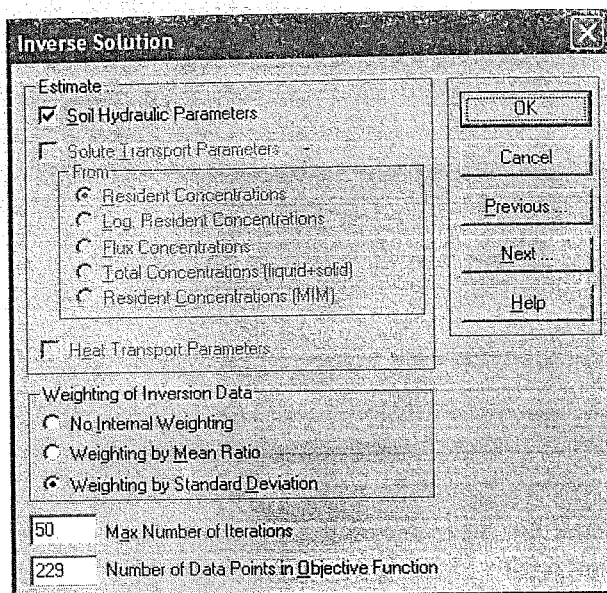 Inverse Solution
Estimate ...
Soil Hydraulic Parameters
Solute Transport Parameters
From
Resident Concentrations
Log. Resident Concentrations
Flux Concentrations
Total Concentrations (liquid+solid)
Resident Concentrations (MIM)
Heat Transport Parameters
Weighting of Inversion Data
No Internal Weighting
Weighting by Mean Ratio
Weighting by Standard Deviation
50 Max Number of Iterations
229 Number of Data Points in Objective Function
OK
Cancel
Previous ...
Next ...
Help